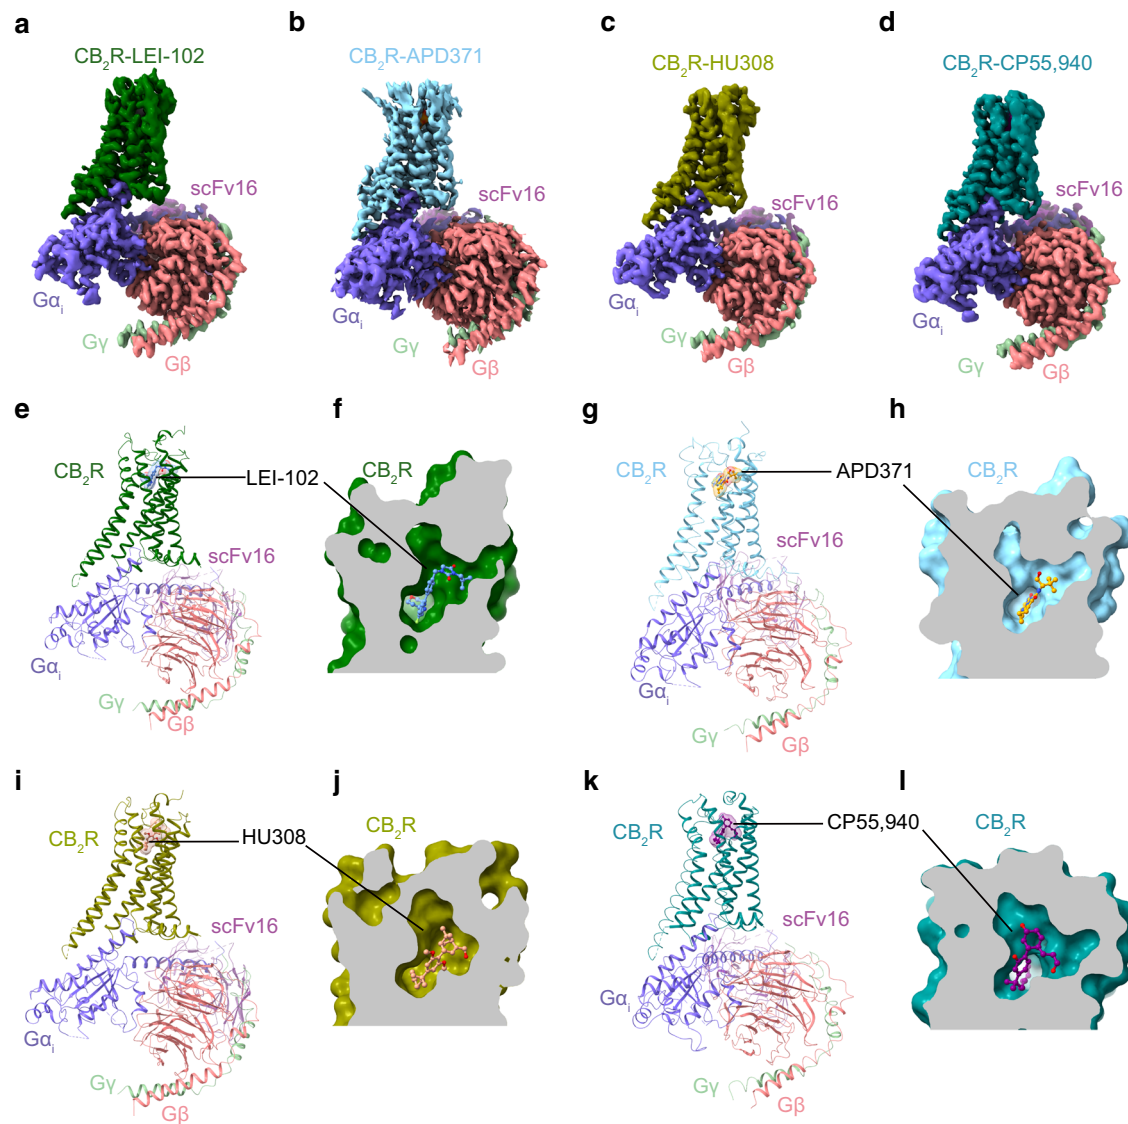 a
b
c
d
CB₂R-LEI-102
CB₂R-APD371
CB₂R-HU308
CB₂R-CP55,940
scFv16
scFv16
scFv16
Gαᵢ
Gγ
Gβ
Gαᵢ
Gγ
Gβ
Gαᵢ
Gγ
Gβ
Gαᵢ
Gγ
Gβ
e
f
g
h
CB₂R
LEI-102
CB₂R
scFv16
Gαᵢ
Gγ
Gβ
CB₂R
APD371
CB₂R
scFv16
Gαᵢ
Gγ
Gβ
i
j
k
l
CB₂R
HU308
CB₂R
scFv16
Gαᵢ
Gγ
Gβ
CB₂R
CP55,940
CB₂R
scFv16
Gαᵢ
Gγ
Gβ